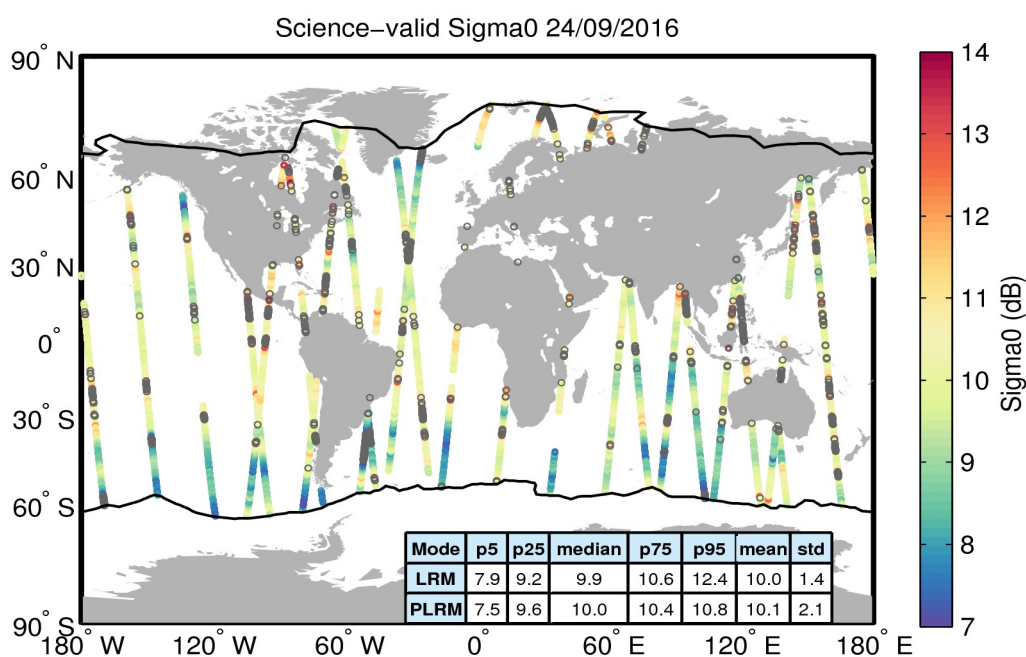 Science−valid Sigma0 24/09/2016
90° N
60° N
30° N
0°
30° S
60° S
90° S
180° W
120° W
60° W
0°
60° E
120° E
180° E
Mode p5 p25 median p75 p95 mean std
LRM 7.9 9.2 9.9 10.6 12.4 10.0 1.4
PLRM 7.5 9.6 10.0 10.4 10.8 10.1 2.1
14
13
12
11
10
9
8
7
Sigma0 (dB)